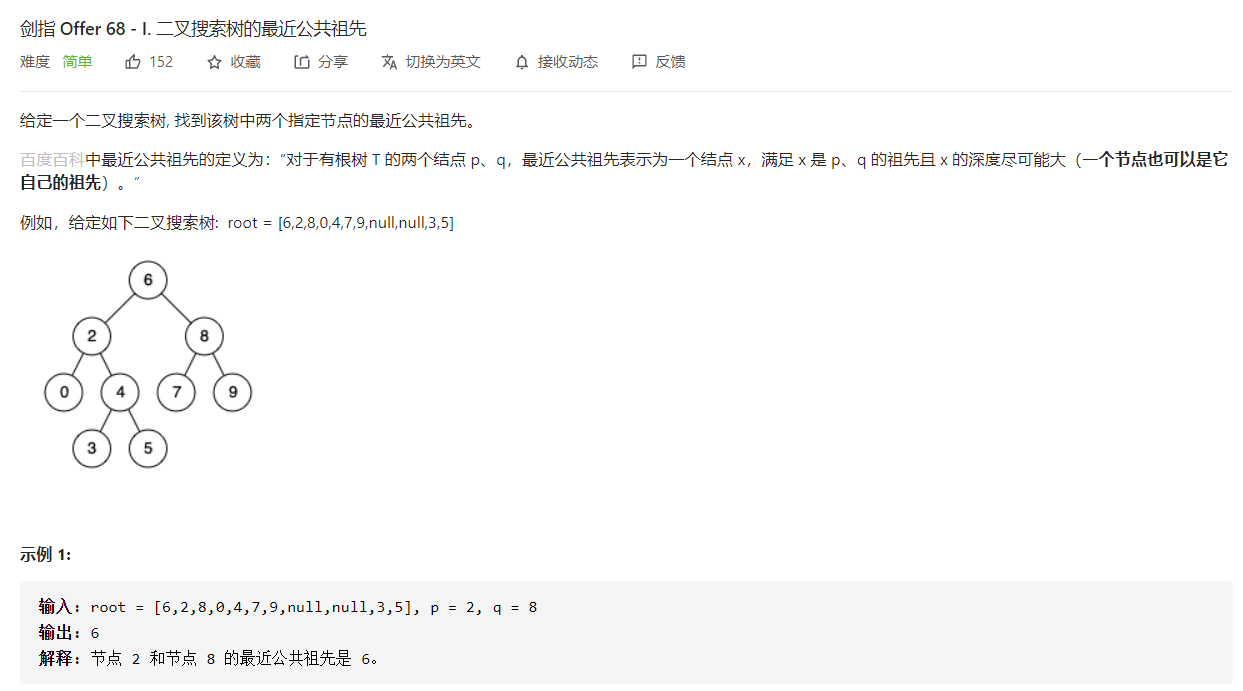 剑指 Offer 68 - I. 二叉搜索树的最近公共祖先
难度 简单 152 收藏 分享 切换为英文 接收动态 反馈
给定一个二叉搜索树, 找到该树中两个指定节点的最近公共祖先。
百度百科中最近公共祖先的定义为：“对于有根树 T 的两个结点 p、q，最近公共祖先表示为一个结点 x，满足 x 是 p、q 的祖先且 x 的深度尽可能大（一个节点也可以是它
自己的祖先）。”
例如，给定如下二叉搜索树: root = [6,2,8,0,4,7,9,null,null,3,5]
6
2 8
0 4 7 9
3 5
示例 1:
输入: root = [6,2,8,0,4,7,9,null,null,3,5], p = 2, q = 8
输出: 6
解释: 节点 2 和节点 8 的最近公共祖先是 6。